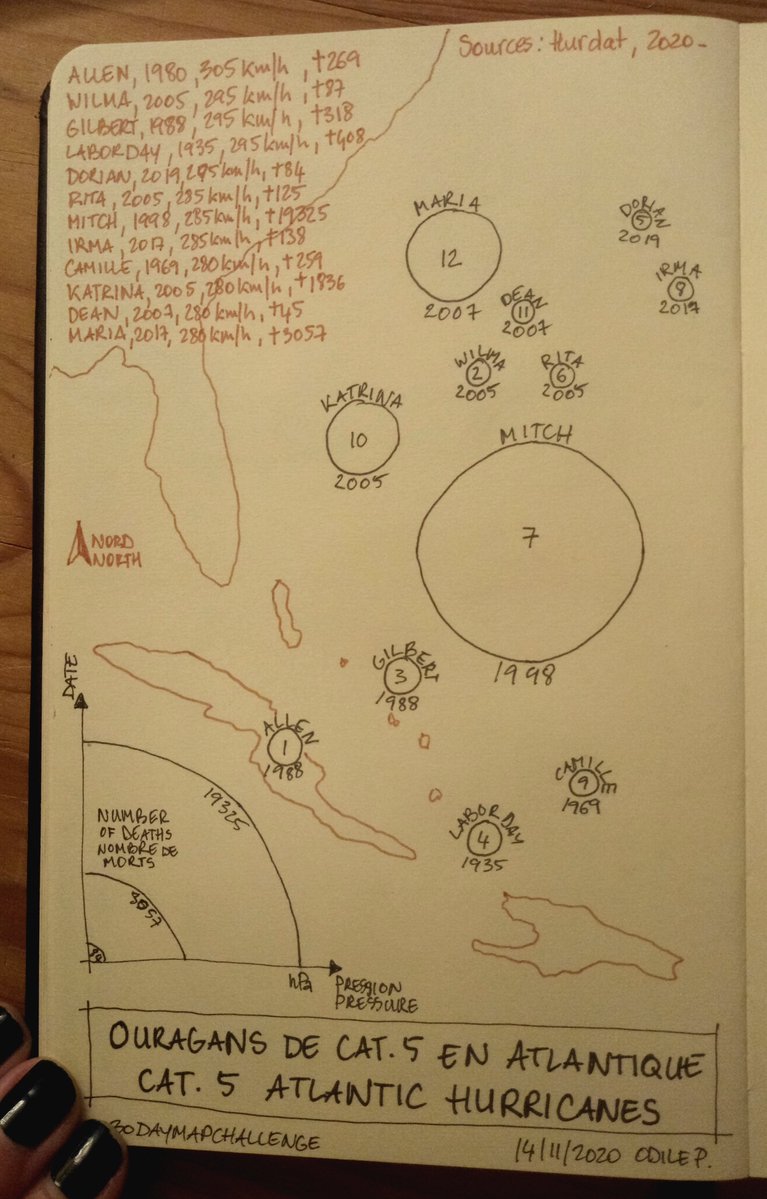 Sources: Hurdat, 2020-
ALLEN, 1980, 305 km/h, †269
WILMA, 2005, 295 km/h, †87
GILBERT, 1988, 295 km/h, †318
LABORDAY, 1935, 295 km/h, †408
DORIAN, 2019, 295 km/h, †84
RITA, 2005, 285 km/h, †125
MITCH, 1998, 285 km/h, †19325
IRMA, 2017, 285 km/h, †138
CAMILLE, 1969, 280 km/h, †259
KATRINA, 2005, 280 km/h, †1836
DEAN, 2007, 280 km/h, †45
MARIA, 2017, 280 km/h, †3057
MARIA
12
2007
DORIAN
5
2019
IRMA
8
2017
DEAN
11
2007
WILMA
2
2005
RITA
6
2005
KATRINA
10
2005
MITCH
7
1998
NORD
NORTH
GILBERT
3
1988
ALLEN
1
1988
CAMILLE
9
1969
LABORDAY
4
1935
DATE
19325
NUMBER
OF DEATHS
NOMBRE DE
MORTS
3057
hPa
PRESSION
PRESSURE
OURAGANS DE CAT. 5 EN ATLANTIQUE
CAT. 5 ATLANTIC HURRICANES
30DAYMAPCHALLENGE
14/11/2020 ODILE P.